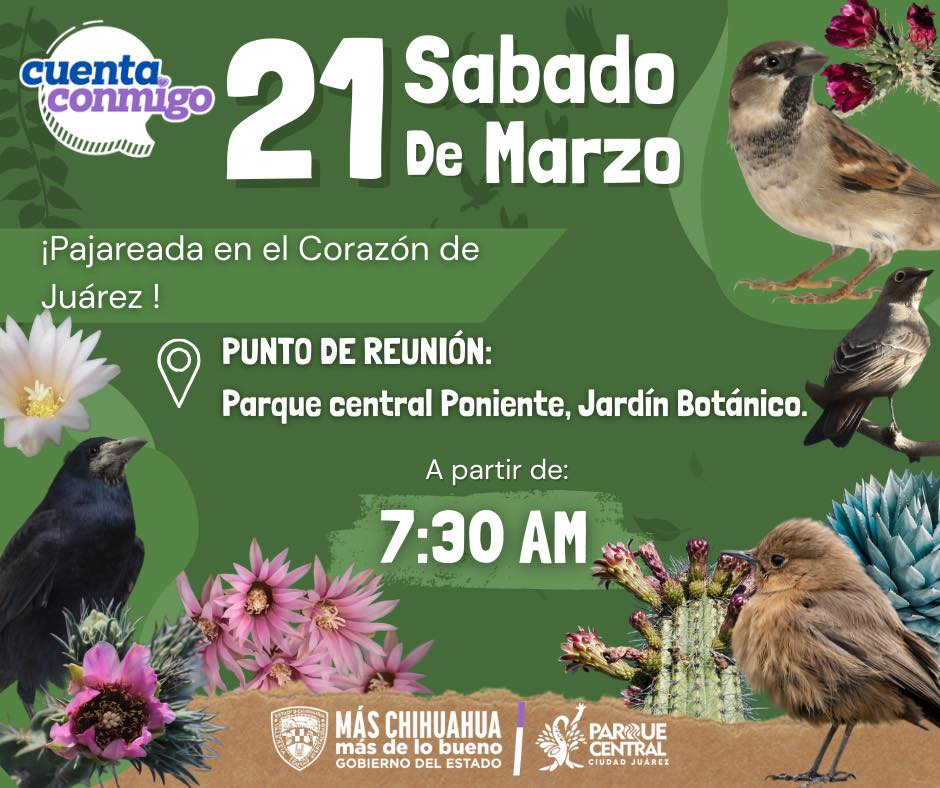 cuenta
conmigo
21 Sabado
De Marzo
¡Pajareada en el Corazón de
Juárez !
PUNTO DE REUNIÓN:
Parque central Poniente, Jardín Botánico.
A partir de:
7:30 AM
MÁS CHIHUAHUA
más de lo bueno
GOBIERNO DEL ESTADO
PARQUE
CENTRAL
CIUDAD JUÁREZ